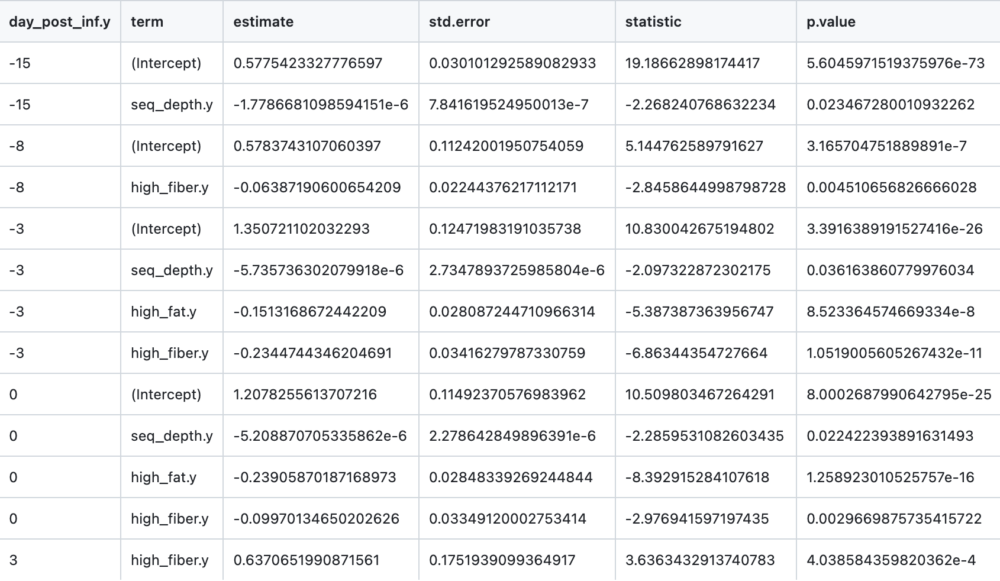 day_post_inf.y term estimate std.error statistic p.value
-15 (Intercept) 0.5775423327776597 0.030101292589082933 19.18662898174417 5.6045971519375976e-73
-15 seq_depth.y -1.7786681098594151e-6 7.841619524950013e-7 -2.268240768632234 0.023467280010932262
-8 (Intercept) 0.5783743107060397 0.11242001950754059 5.144762589791627 3.165704751889891e-7
-8 high_fiber.y -0.06387190600654209 0.02244376217112171 -2.8458644998798728 0.004510656826666028
-3 (Intercept) 1.350721102032293 0.12471983191035738 10.830042675194802 3.3916389191527416e-26
-3 seq_depth.y -5.735736302079918e-6 2.7347893725985804e-6 -2.097322872302175 0.036163860779976034
-3 high_fat.y -0.1513168672442209 0.028087244710966314 -5.387387363956747 8.523364574669334e-8
-3 high_fiber.y -0.2344744346204691 0.03416279787330759 -6.86344354727664 1.0519005605267432e-11
0 (Intercept) 1.2078255613707216 0.11492370576983962 10.509803467264291 8.0002687990642795e-25
0 seq_depth.y -5.208870705335862e-6 2.278642849896391e-6 -2.2859531082603435 0.022422393891631493
0 high_fat.y -0.23905870187168973 0.02848339269244844 -8.392915284107618 1.258923010525757e-16
0 high_fiber.y -0.09970134650202626 0.03349120002753414 -2.976941597197435 0.0029669875735415722
3 high_fiber.y 0.6370651990871561 0.1751939099364917 3.6363432913740783 4.038584359820362e-4